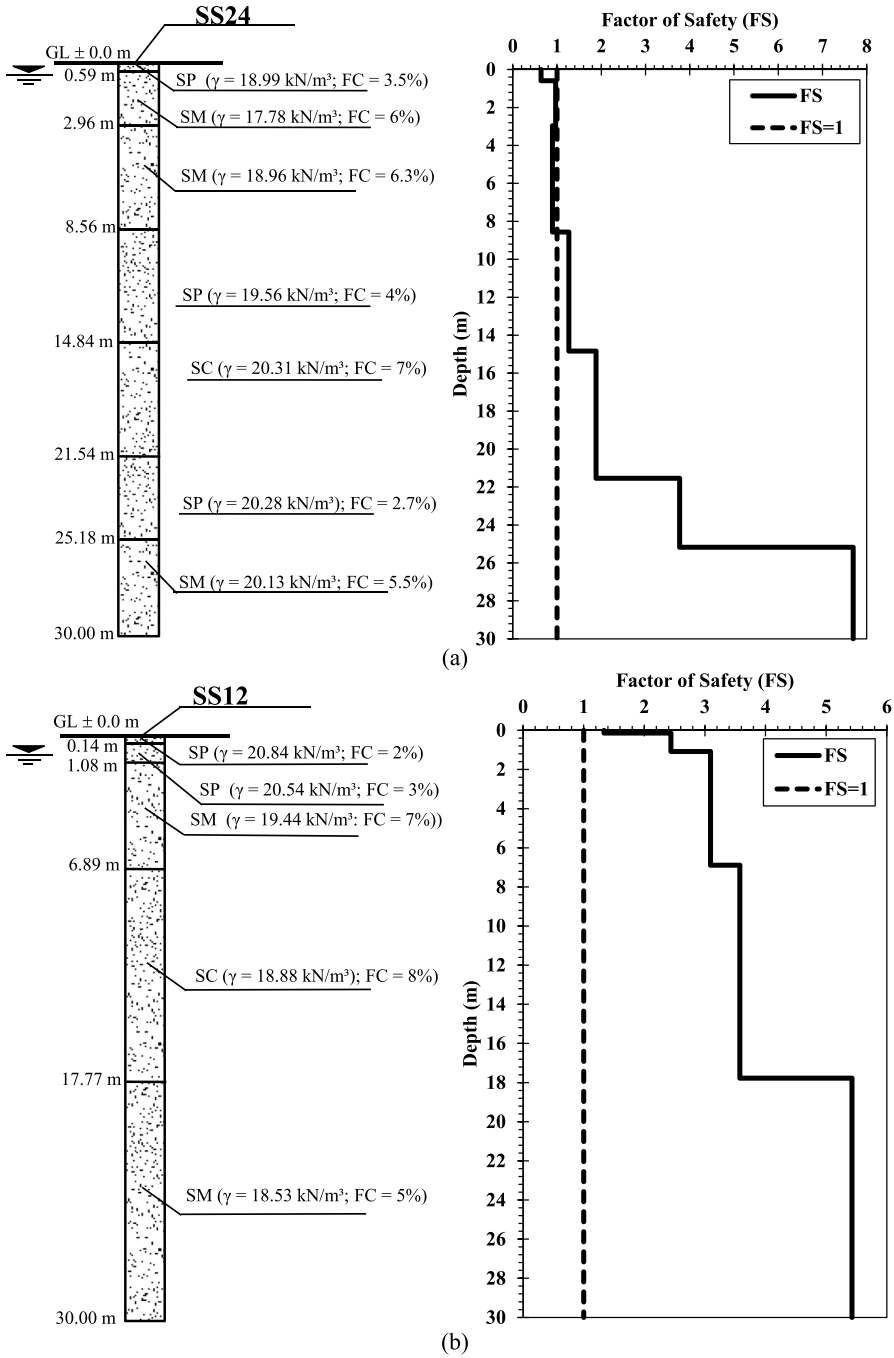 SS24
GL ± 0.0 m
0.59 m
SP (γ = 18.99 kN/m³; FC = 3.5%)
SM (γ = 17.78 kN/m³; FC = 6%)
2.96 m
SM (γ = 18.96 kN/m³; FC = 6.3%)
8.56 m
SP (γ = 19.56 kN/m³; FC = 4%)
14.84 m
SC (γ = 20.31 kN/m³; FC = 7%)
21.54 m
SP (γ = 20.28 kN/m³); FC = 2.7%)
25.18 m
SM (γ = 20.13 kN/m³; FC = 5.5%)
30.00 m
Factor of Safety (FS)
0 1 2 3 4 5 6 7 8
FS
FS=1
Depth (m)
0
2
4
6
8
10
12
14
16
18
20
22
24
26
28
30
(a)
SS12
GL ± 0.0 m
0.14 m
SP (γ = 20.84 kN/m³; FC = 2%)
1.08 m
SP (γ = 20.54 kN/m³; FC = 3%)
SM (γ = 19.44 kN/m³: FC = 7%))
6.89 m
SC (γ = 18.88 kN/m³); FC = 8%)
17.77 m
SM (γ = 18.53 kN/m³; FC = 5%)
30.00 m
Factor of Safety (FS)
0 1 2 3 4 5 6
FS
FS=1
Depth (m)
0
2
4
6
8
10
12
14
16
18
20
22
24
26
28
30
(b)